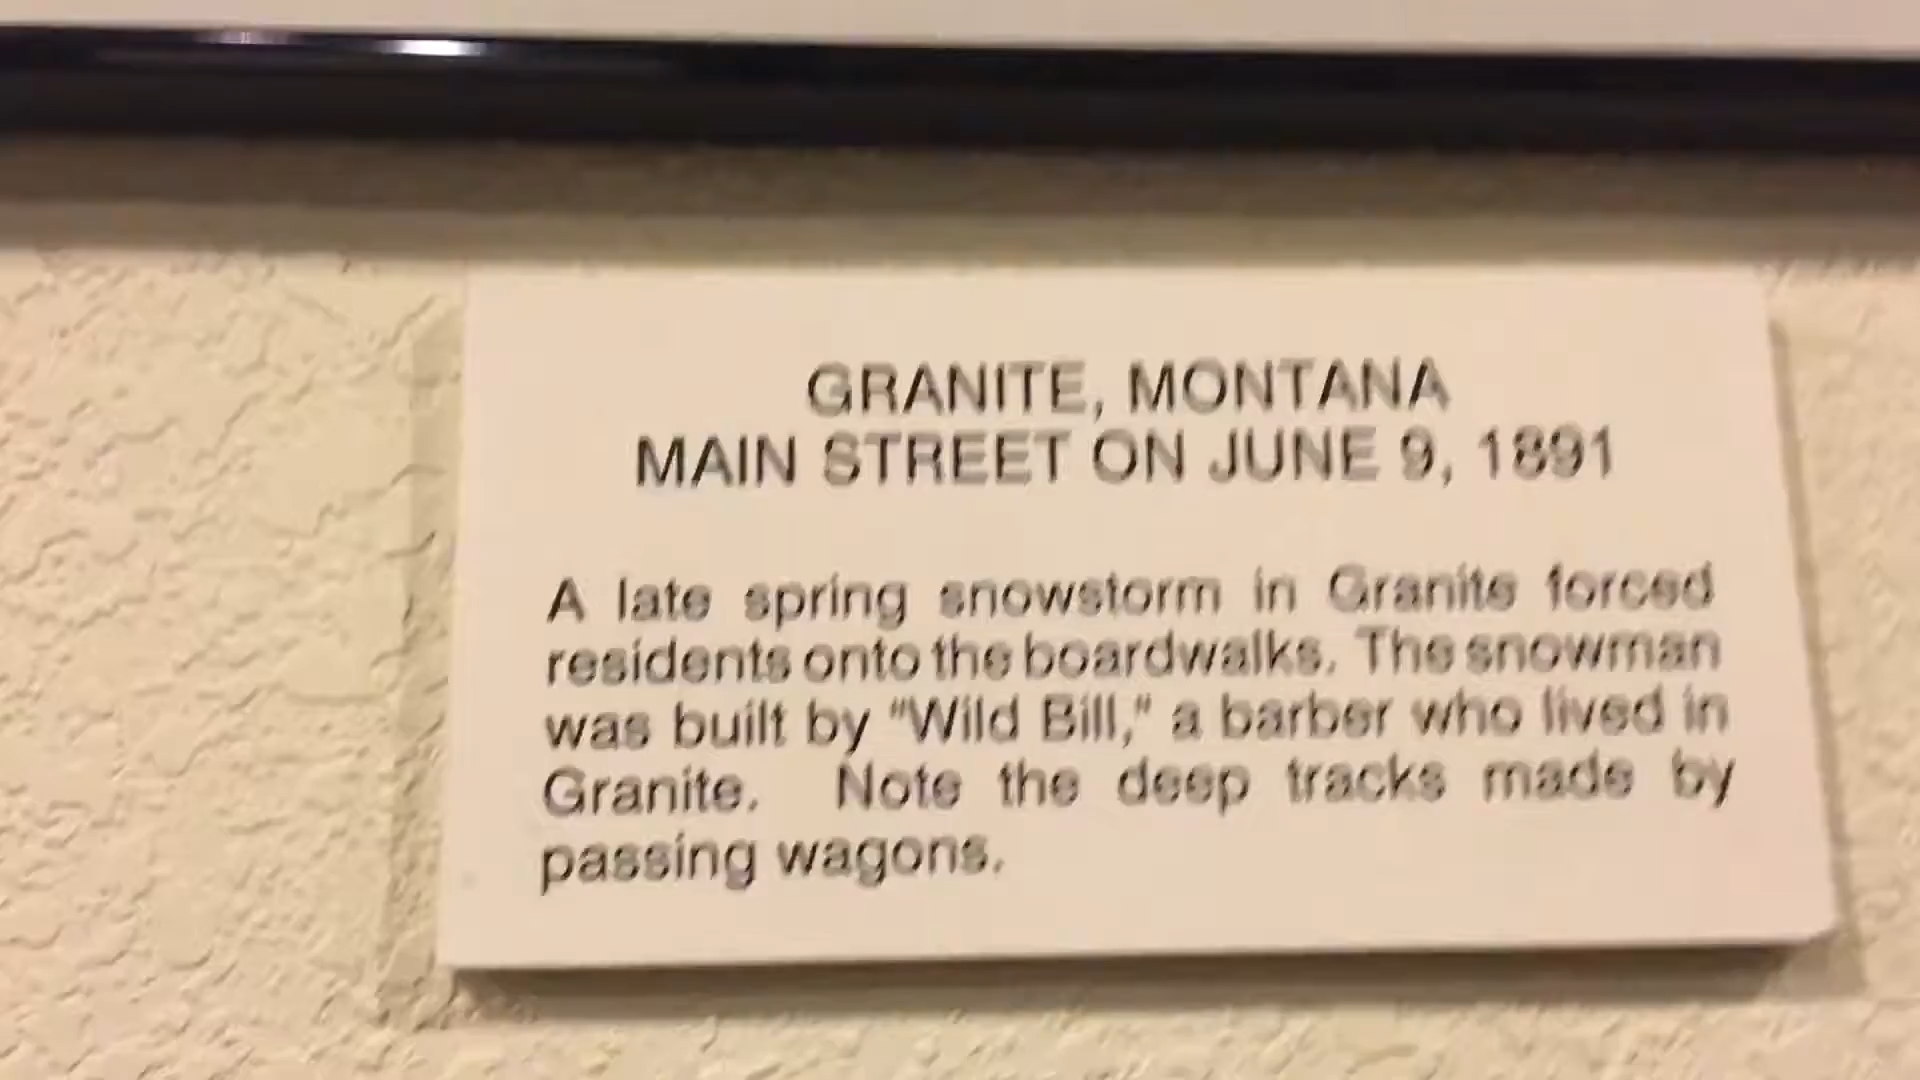 GRANITE, MONTANA
MAIN STREET ON JUNE 9, 1891
A late spring snowstorm in Granite forced
residents onto the boardwalks. The snowman
was built by "Wild Bill," a barber who lived in
Granite. Note the deep tracks made by
passing wagons.